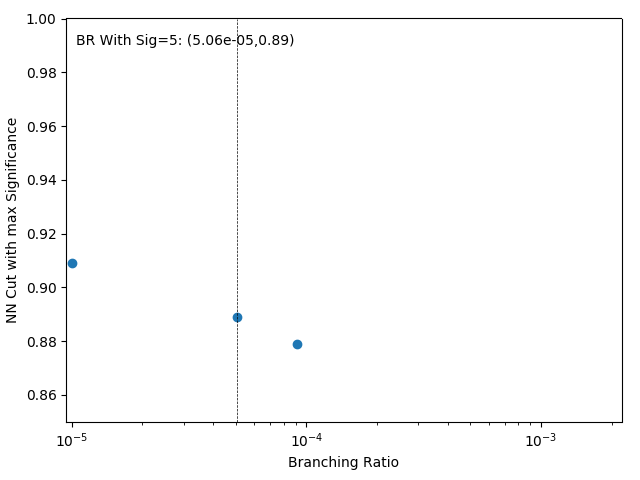 1.00
BR With Sig=5: (5.06e-05,0.89)
0.98
0.96
0.94
0.92
0.90
0.88
0.86
NN Cut with max Significance
10⁻⁵ 10⁻⁴ 10⁻³
Branching Ratio